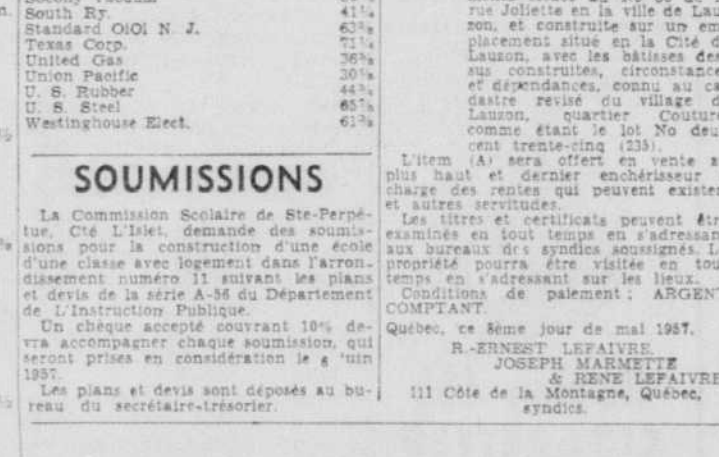 South Ry. 41
Standard OlOl N. J. 63
Texas Corp. 71
United Gas 36
Union Pacific 30
U. S. Rubber 44
U. S. Steel 65
Westinghouse Elect. 61
SOUMISSIONS
La Commission Scolaire de Ste-Perpé-
tue, Cté L'Islet, demande des soumis-
sions pour la construction d'une école
d'une classe avec logement dans l'arron-
dissement numéro 11 suivant les plans
et devis de la série A-56 du Département
de L'Instruction Publique.
Un chèque accepté couvrant 10% de-
vra accompagner chaque soumission, qui
seront prises en considération le 'uin
1957.
Les plans et devis sont déposés au bu-
reau du secrétaire-trésorier.
rue Joliette en la ville de Lau-
zon, et construite sur un em-
placement situé en la Cité d
Lauzon, avec les bâtisses des
sus construites, circonstance
et dépendances, connu au ca
dastre revisé du village d
Lauzon, quartier Couture
comme étant le lot No deu
cent trente-cinq (235).
L'item (A) sera offert en vente a
plus haut et dernier enchérisseur
charge des rentes qui peuvent exister
et autres servitudes.
Les titres et certificats peuvent êtr
examinés en tout temps en s'adressan
aux bureaux des syndics soussignés. L
propriété pourra être visitée en tou
temps en s'adressant sur les lieux.
Conditions de paiement : ARGENT
COMPTANT.
Québec, ce 8ème jour de mai 1957.
R.-ERNEST LEFAIVRE,
JOSEPH MARMETTE
& RENE LEFAIVRE
111 Côte de la Montagne, Québec,
syndics.